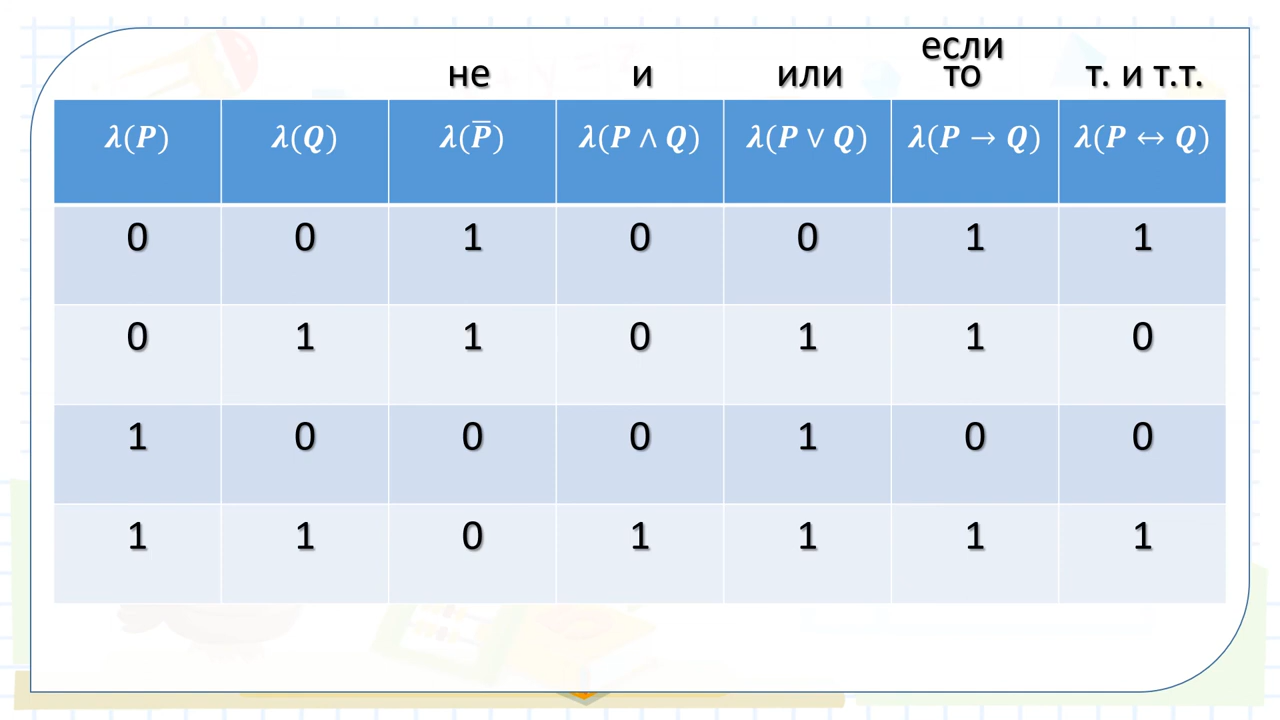 не и или если то т. и т.т.
λ(P) λ(Q) λ(P̅) λ(P ∧ Q) λ(P ∨ Q) λ(P → Q) λ(P ↔ Q)
0 0 1 0 0 1 1
0 1 1 0 1 1 0
1 0 0 0 1 0 0
1 1 0 1 1 1 1